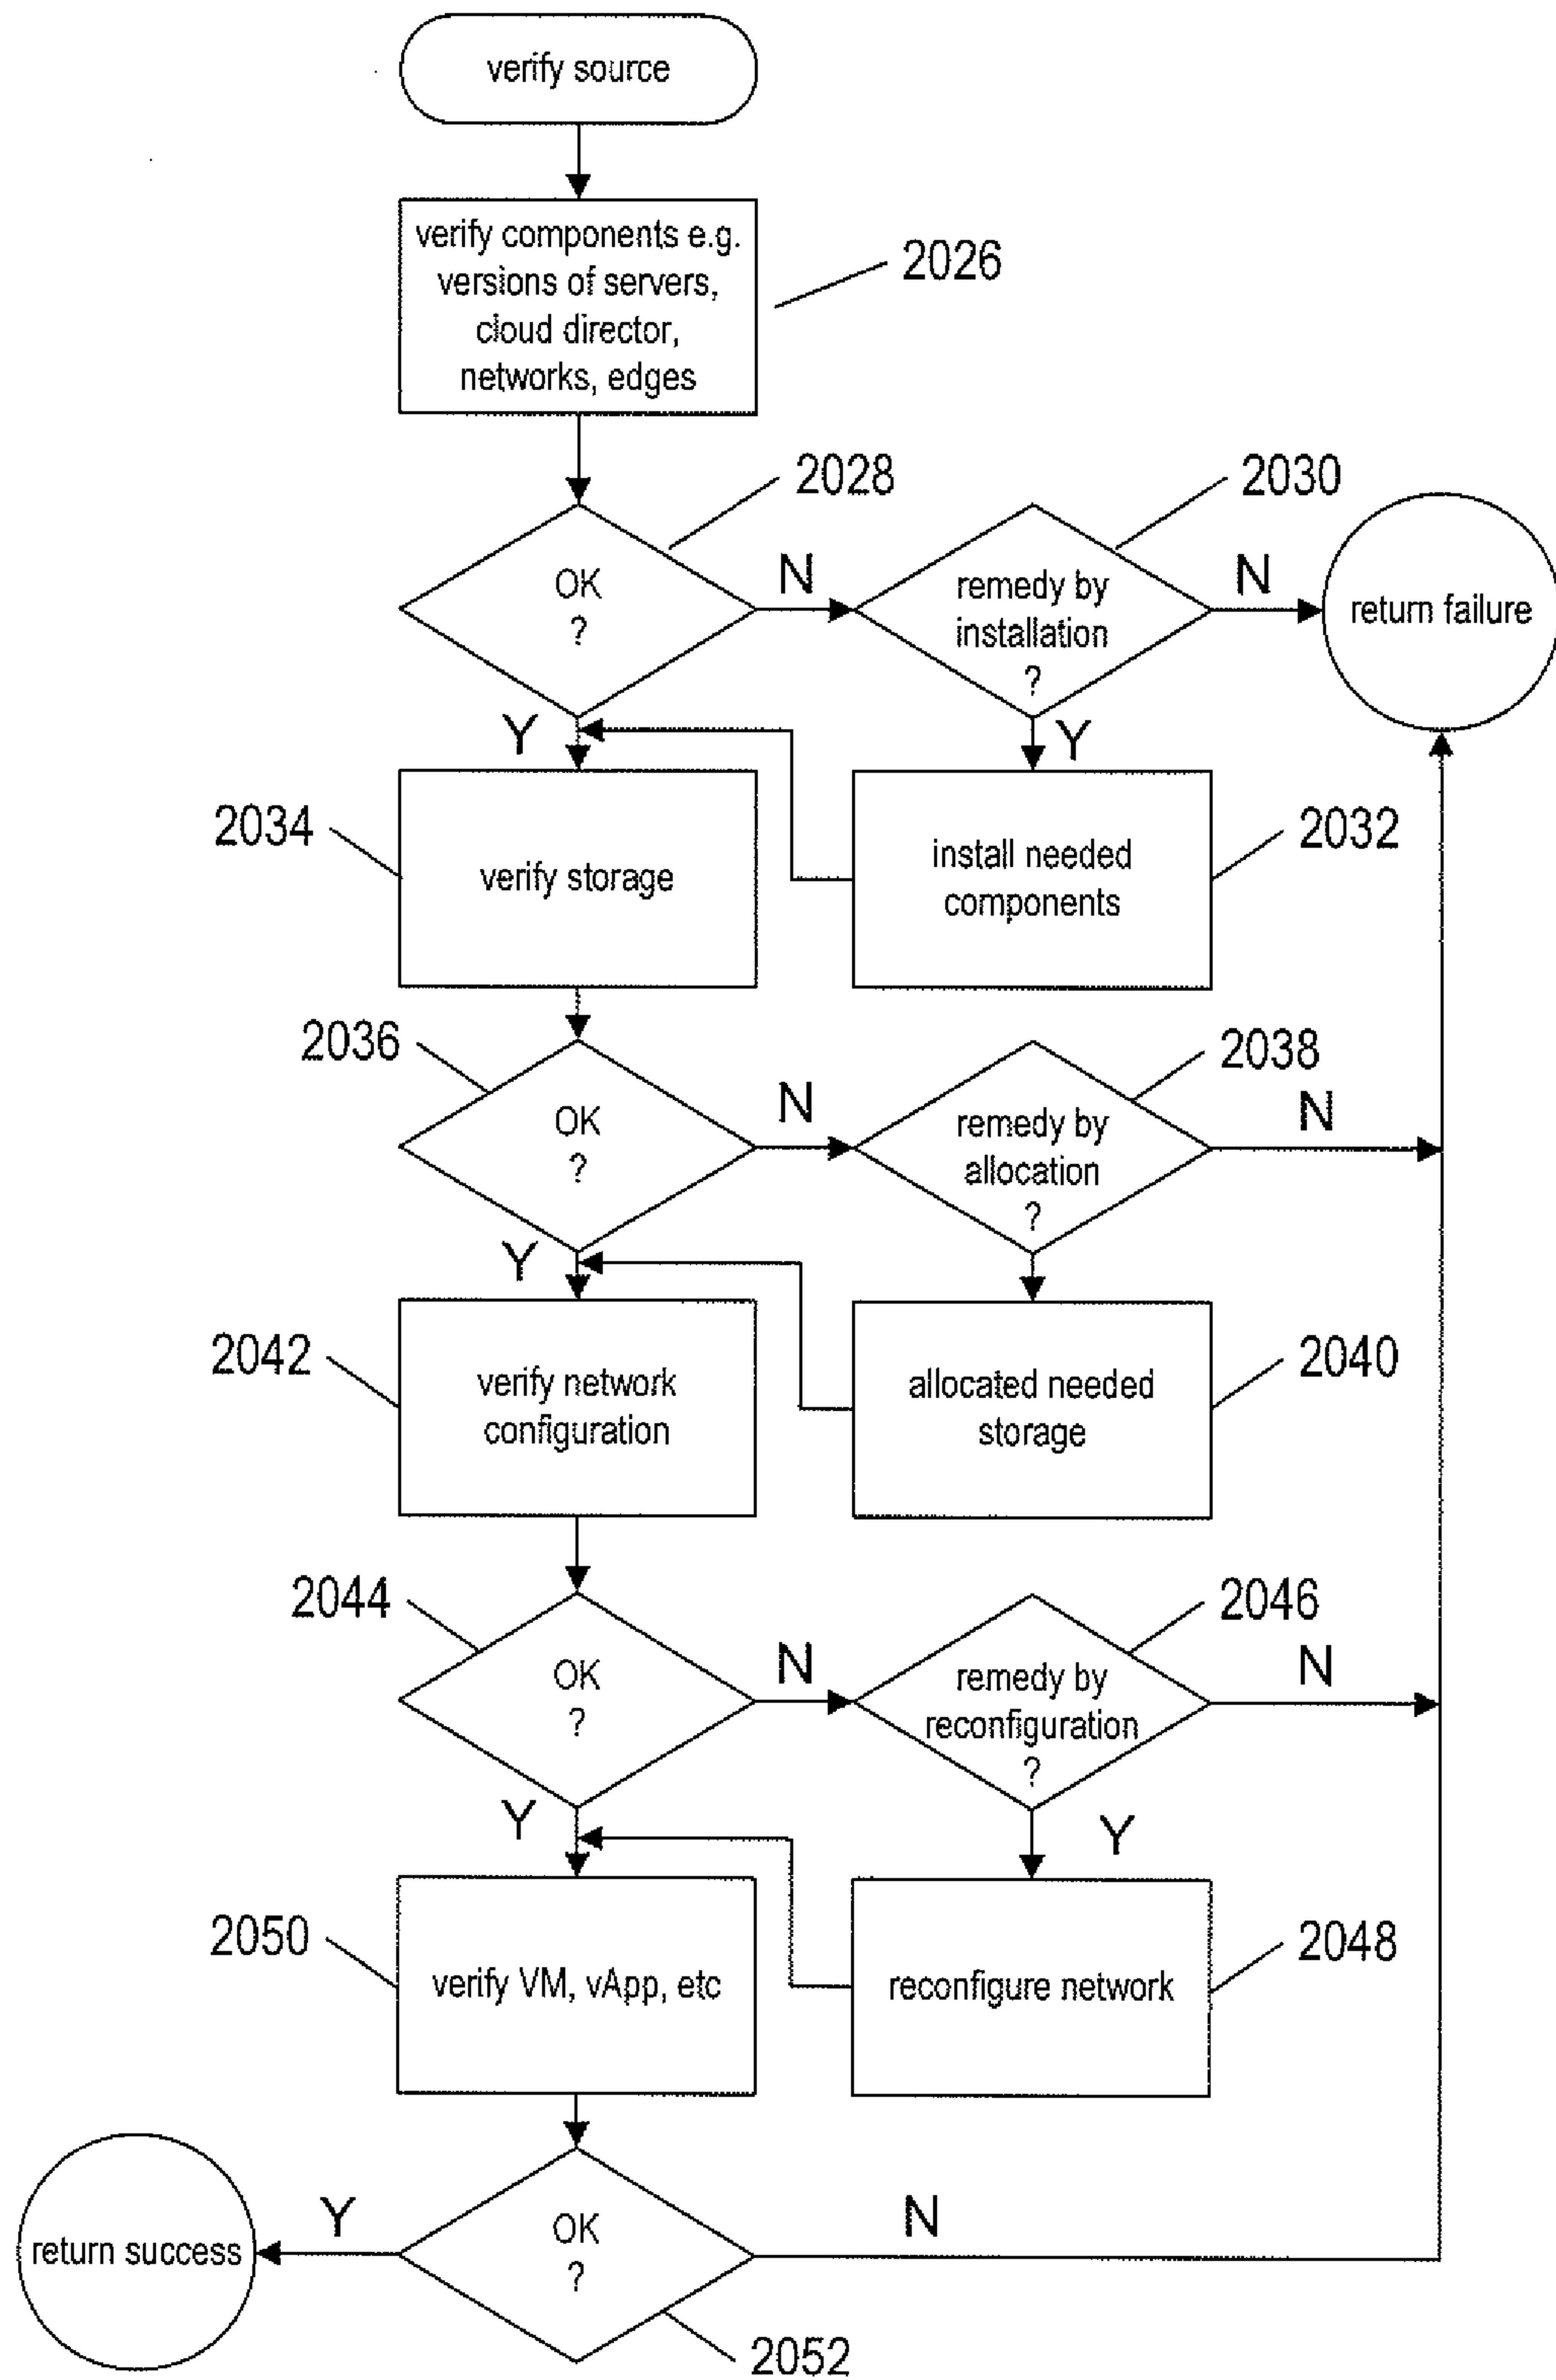 verify source
verify components e.g.
versions of servers,
cloud director,
networks, edges
2026
2028
OK
?
N
2030
remedy by
installation
?
N
return failure
Y
Y
2034
verify storage
install needed
components
2032
2036
OK
?
N
2038
remedy by
allocation
?
N
Y
2042
verify network
configuration
allocated needed
storage
2040
2044
OK
?
N
2046
remedy by
reconfiguration
?
N
Y
Y
2050
verify VM, vApp, etc
reconfigure network
2048
return success
Y
OK
?
N
2052